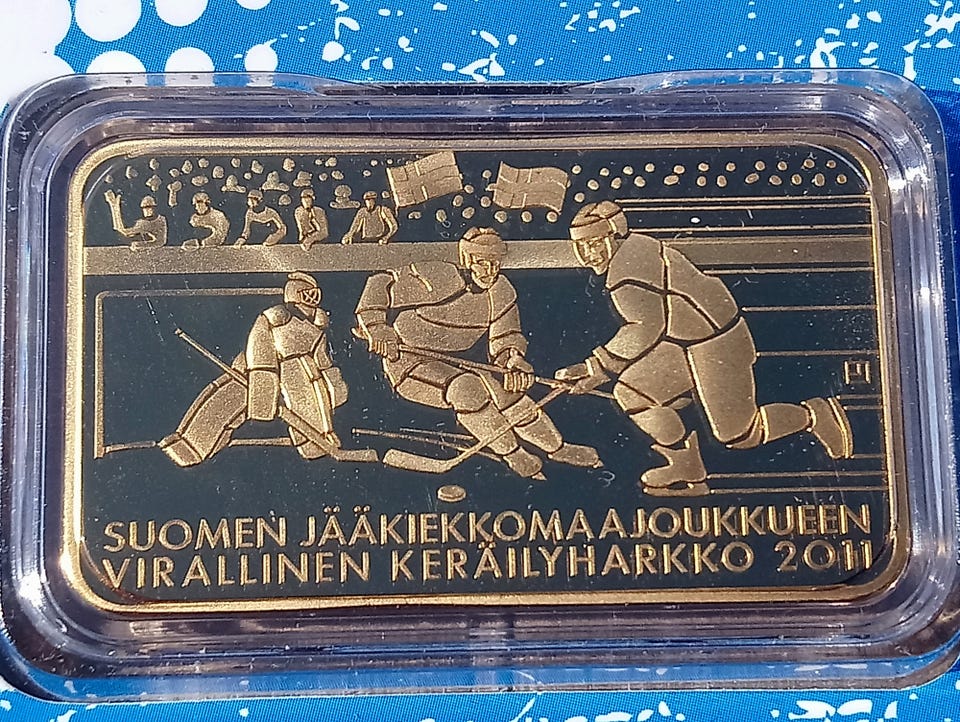 SUOMEN JÄÄKIEKKOMAAJOUKKUEEN
VIRALLINEN KERÄILYHARKKO 2011